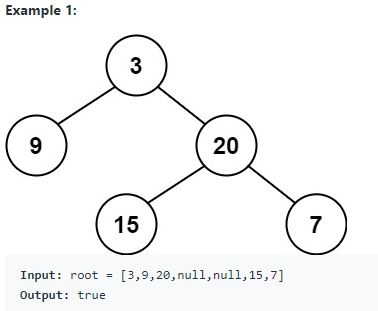 Example 1:
3
9
20
15
7
Input: root = [3,9,20,null,null,15,7]
Output: true